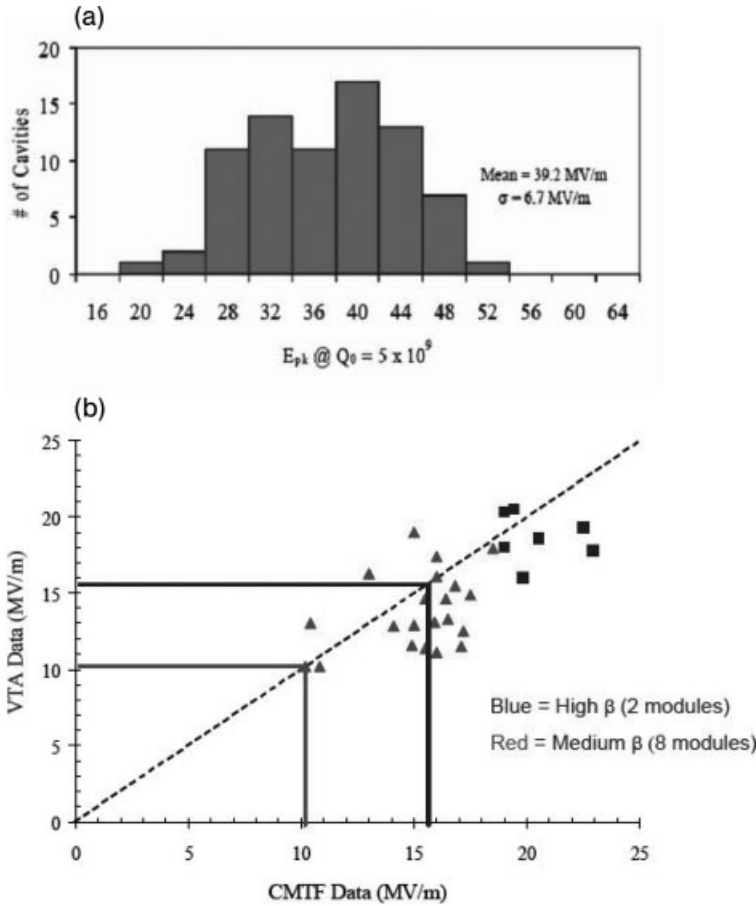 (a)
20
15
10
5
0
# of Cavities
Mean = 39.2 MV/m
σ = 6.7 MV/m
16 20 24 28 32 36 40 44 48 52 56 60 64
Epk @ Q0 = 5 x 10^9
(b)
25
20
15
10
5
0
VTA Data (MV/m)
Blue = High β (2 modules)
Red = Medium β (8 modules)
0 5 10 15 20 25
CMTF Data (MV/m)